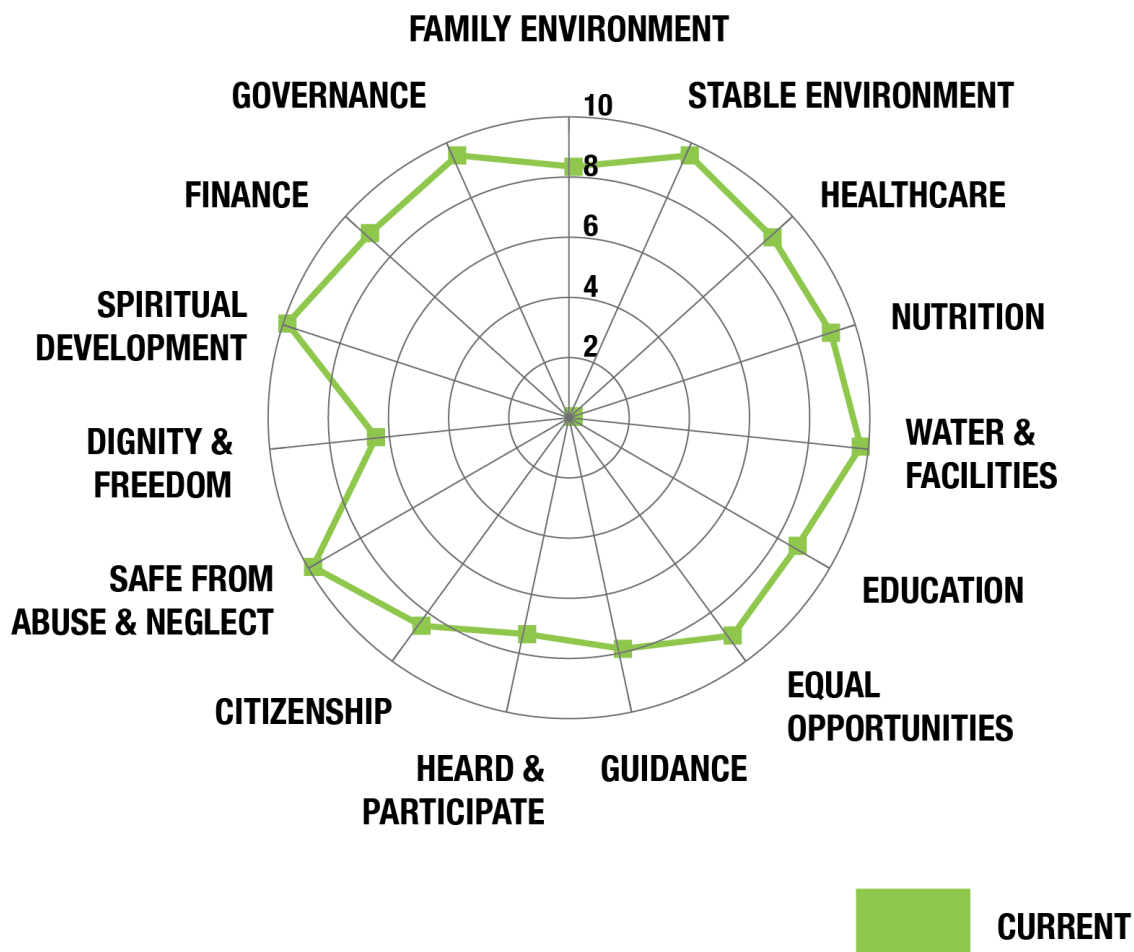 FAMILY ENVIRONMENT
GOVERNANCE
STABLE ENVIRONMENT
10
8
6
4
2
FINANCE
HEALTHCARE
SPIRITUAL
DEVELOPMENT
NUTRITION
DIGNITY &
FREEDOM
WATER &
FACILITIES
SAFE FROM
ABUSE & NEGLECT
EDUCATION
CITIZENSHIP
EQUAL
OPPORTUNITIES
HEARD &
PARTICIPATE
GUIDANCE
CURRENT